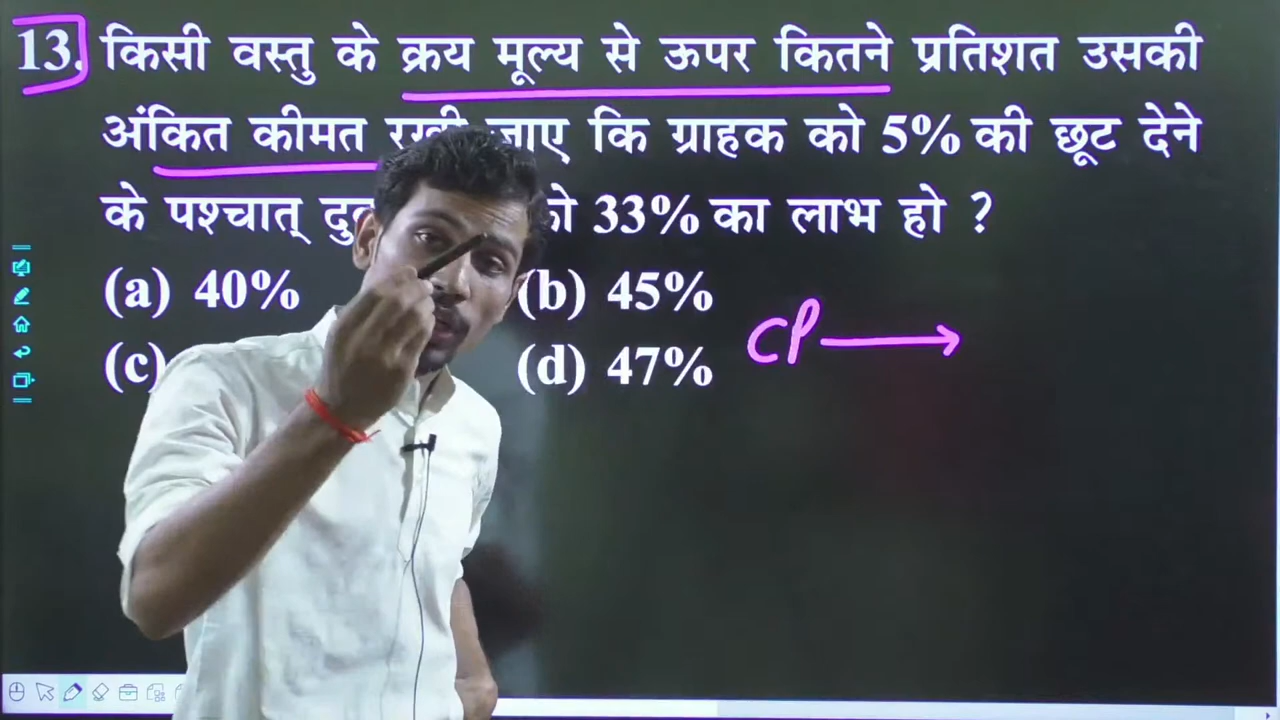 13. किसी वस्तु के क्रय मूल्य से ऊपर कितने प्रतिशत उसकी
अंकित कीमत जाए कि ग्राहक को 5% की छूट देने
के पश्चात् 33% का लाभ हो ?
(a) 40% (b) 45%
(c) (d) 47%
CP